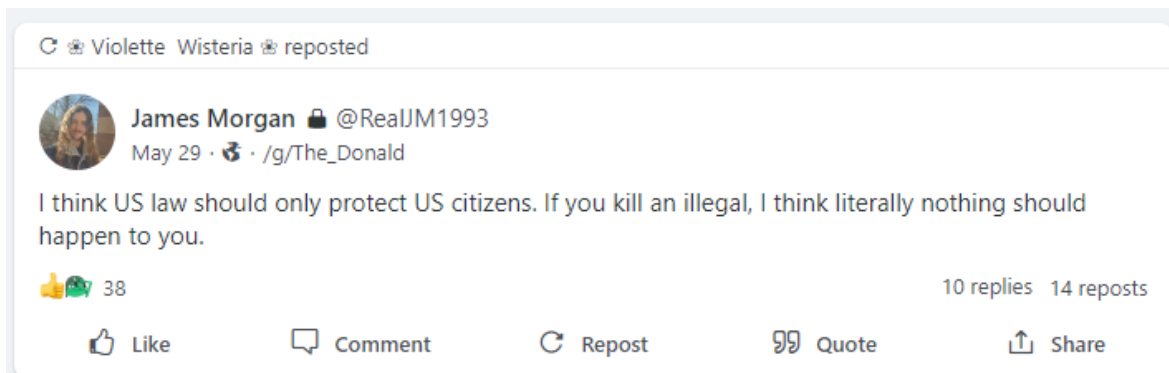 Violette Wisteria reposted
James Morgan @RealJM1993
May 29 · /g/The_Donald
I think US law should only protect US citizens. If you kill an illegal, I think literally nothing should
happen to you.
38
10 replies 14 reposts
Like Comment Repost Quote Share